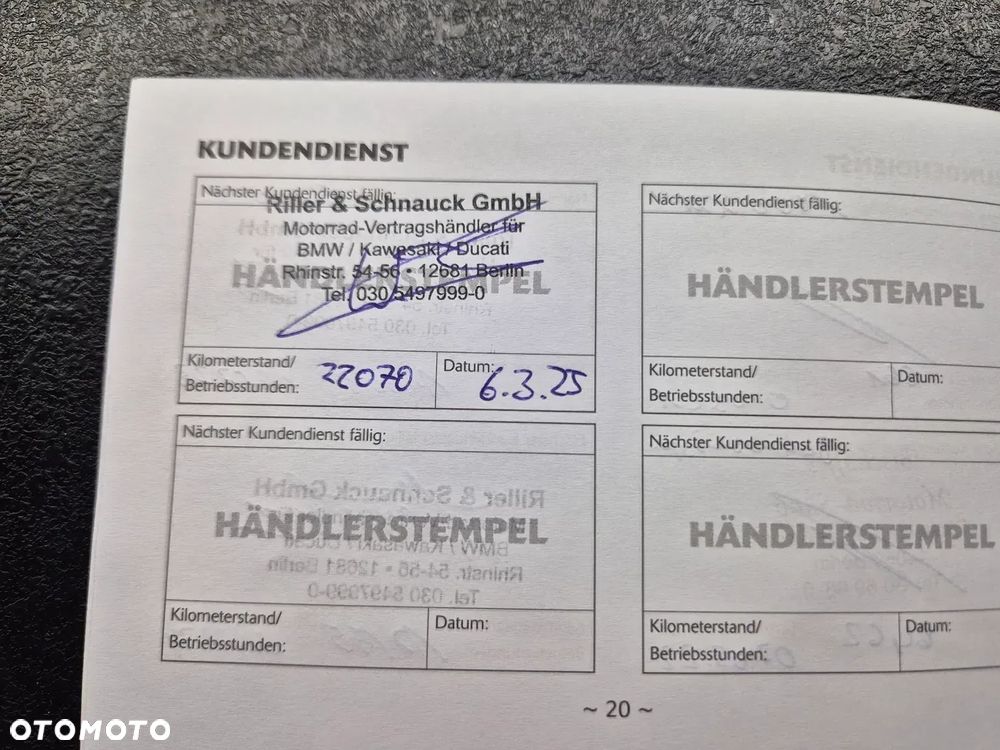 KUNDENDIENST
Nächster Kundendienst fällig:
Riller & Schnauck GmbH
Motorrad-Vertragshändler für
BMW / Kawasaki / Ducati
HÄNDLERSTEMPEL
Rhinstr. 54-56 • 12681 Berlin
Tel. 030 5497999-0
Kilometerstand/
Betriebsstunden: 22070
Datum: 6.3.25
Nächster Kundendienst fällig:
HÄNDLERSTEMPEL
Kilometerstand/
Betriebsstunden:
Datum:
Nächster Kundendienst fällig:
HÄNDLERSTEMPEL
Kilometerstand/
Betriebsstunden:
Datum:
Nächster Kundendienst fällig:
HÄNDLERSTEMPEL
Kilometerstand/
Betriebsstunden:
Datum:
~ 20 ~
OTOMOTO